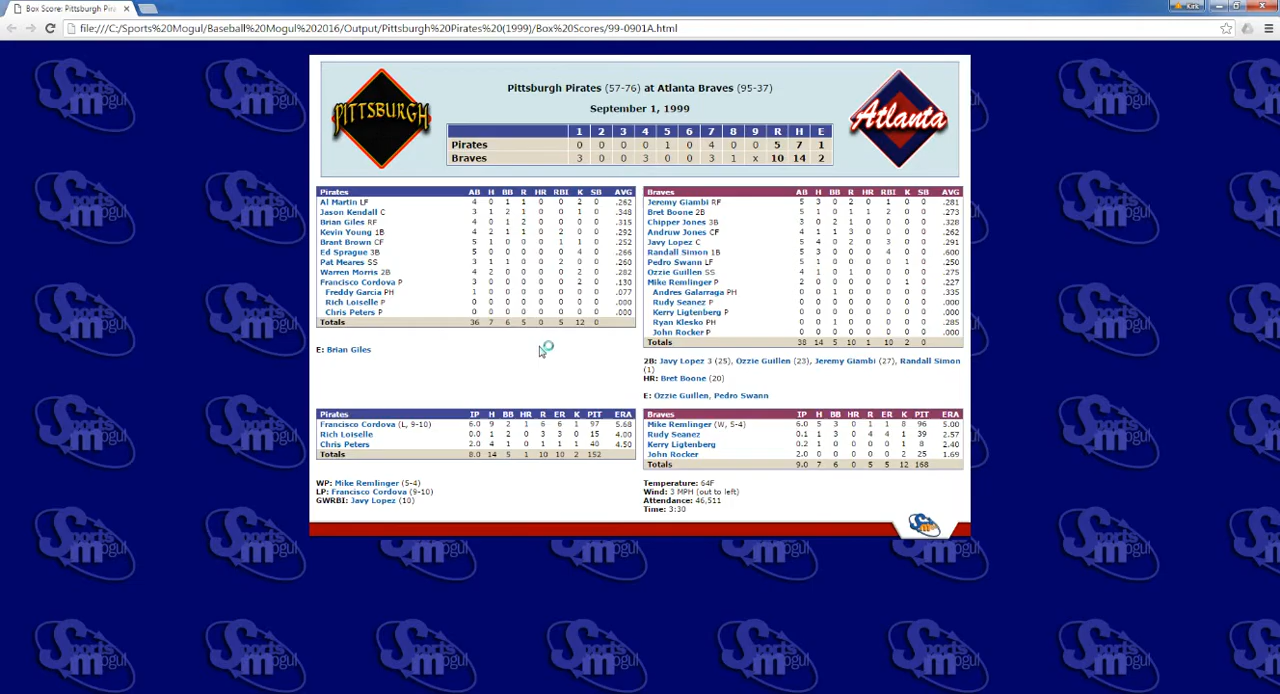 Box Score: Pittsburgh Pira
Kirk
file:///C:/Sports%20Mogul/Baseball%20Mogul%202016/Output/Pittsburgh%20Pirates%20(1999)/Box%20Scores/99-0901A.html
PITTSBURGH
Pittsburgh Pirates (57-76) at Atlanta Braves (95-37)
September 1, 1999
Atlanta
1 2 3 4 5 6 7 8 9 R H E
Pirates 0 0 0 0 1 0 4 0 0 5 7 1
Braves 3 0 0 3 0 0 3 1 x 10 14 2
Pirates AB H BB R HR RBI K SB AVG
Al Martin LF 4 0 1 1 0 0 2 0 .262
Jason Kendall C 3 1 2 1 0 0 1 0 .348
Brian Giles RF 4 0 1 2 0 0 0 0 .315
Kevin Young 1B 4 2 1 1 0 2 0 0 .292
Brant Brown CF 5 1 0 0 0 1 1 0 .252
Ed Sprague 3B 5 0 0 0 0 0 4 0 .266
Pat Meares SS 3 1 1 0 0 2 0 0 .260
Warren Morris 2B 4 2 0 0 0 0 2 0 .282
Francisco Cordova P 3 0 0 0 0 0 2 0 .130
Freddy Garcia PH 1 0 0 0 0 0 0 0 .077
Rich Loiselle P 0 0 0 0 0 0 0 0 .000
Chris Peters P 0 0 0 0 0 0 0 0 .000
Totals 36 7 6 5 0 5 12 0
E: Brian Giles
Braves AB H BB R HR RBI K SB AVG
Jeremy Giambi RF 5 3 0 2 0 1 0 0 .281
Bret Boone 2B 5 1 0 1 1 2 0 0 .273
Chipper Jones 3B 3 0 2 1 0 0 0 0 .328
Andruw Jones CF 4 1 1 3 0 0 0 0 .262
Javy Lopez C 5 4 0 2 0 3 0 0 .291
Randall Simon 1B 5 3 0 0 0 4 0 0 .600
Pedro Swann LF 5 1 0 0 0 0 1 0 .250
Ozzie Guillen SS 4 1 0 1 0 0 0 0 .275
Mike Remlinger P 2 0 0 0 0 0 1 0 .227
Andres Galarraga PH 0 0 1 0 0 0 0 0 .335
Rudy Seanez P 0 0 0 0 0 0 0 0 .000
Kerry Ligtenberg P 0 0 0 0 0 0 0 0 .000
Ryan Klesko PH 0 0 1 0 0 0 0 0 .285
John Rocker P 0 0 0 0 0 0 0 0 .000
Totals 38 14 5 10 1 10 2 0
2B: Javy Lopez 3 (25), Ozzie Guillen (23), Jeremy Giambi (27), Randall Simon
(1)
HR: Bret Boone (20)
E: Ozzie Guillen, Pedro Swann
Pirates IP H BB HR R ER K PIT ERA
Francisco Cordova (L, 9-10) 6.0 9 2 1 6 6 1 97 5.68
Rich Loiselle 0.0 1 2 0 3 3 0 15 4.00
Chris Peters 2.0 4 1 0 1 1 1 40 4.50
Totals 8.0 14 5 1 10 10 2 152
Braves IP H BB HR R ER K PIT ERA
Mike Remlinger (W, 5-4) 6.0 5 3 0 1 1 8 96 5.00
Rudy Seanez 0.1 1 3 0 4 4 1 39 2.57
Kerry Ligtenberg 0.2 1 0 0 0 0 1 8 2.40
John Rocker 2.0 0 0 0 0 0 2 25 1.69
Totals 9.0 7 6 0 5 5 12 168
WP: Mike Remlinger (5-4)
LP: Francisco Cordova (9-10)
GWRBI: Javy Lopez (10)
Temperature: 64F
Wind: 3 MPH (out to left)
Attendance: 46,511
Time: 3:30
Sports Mogul